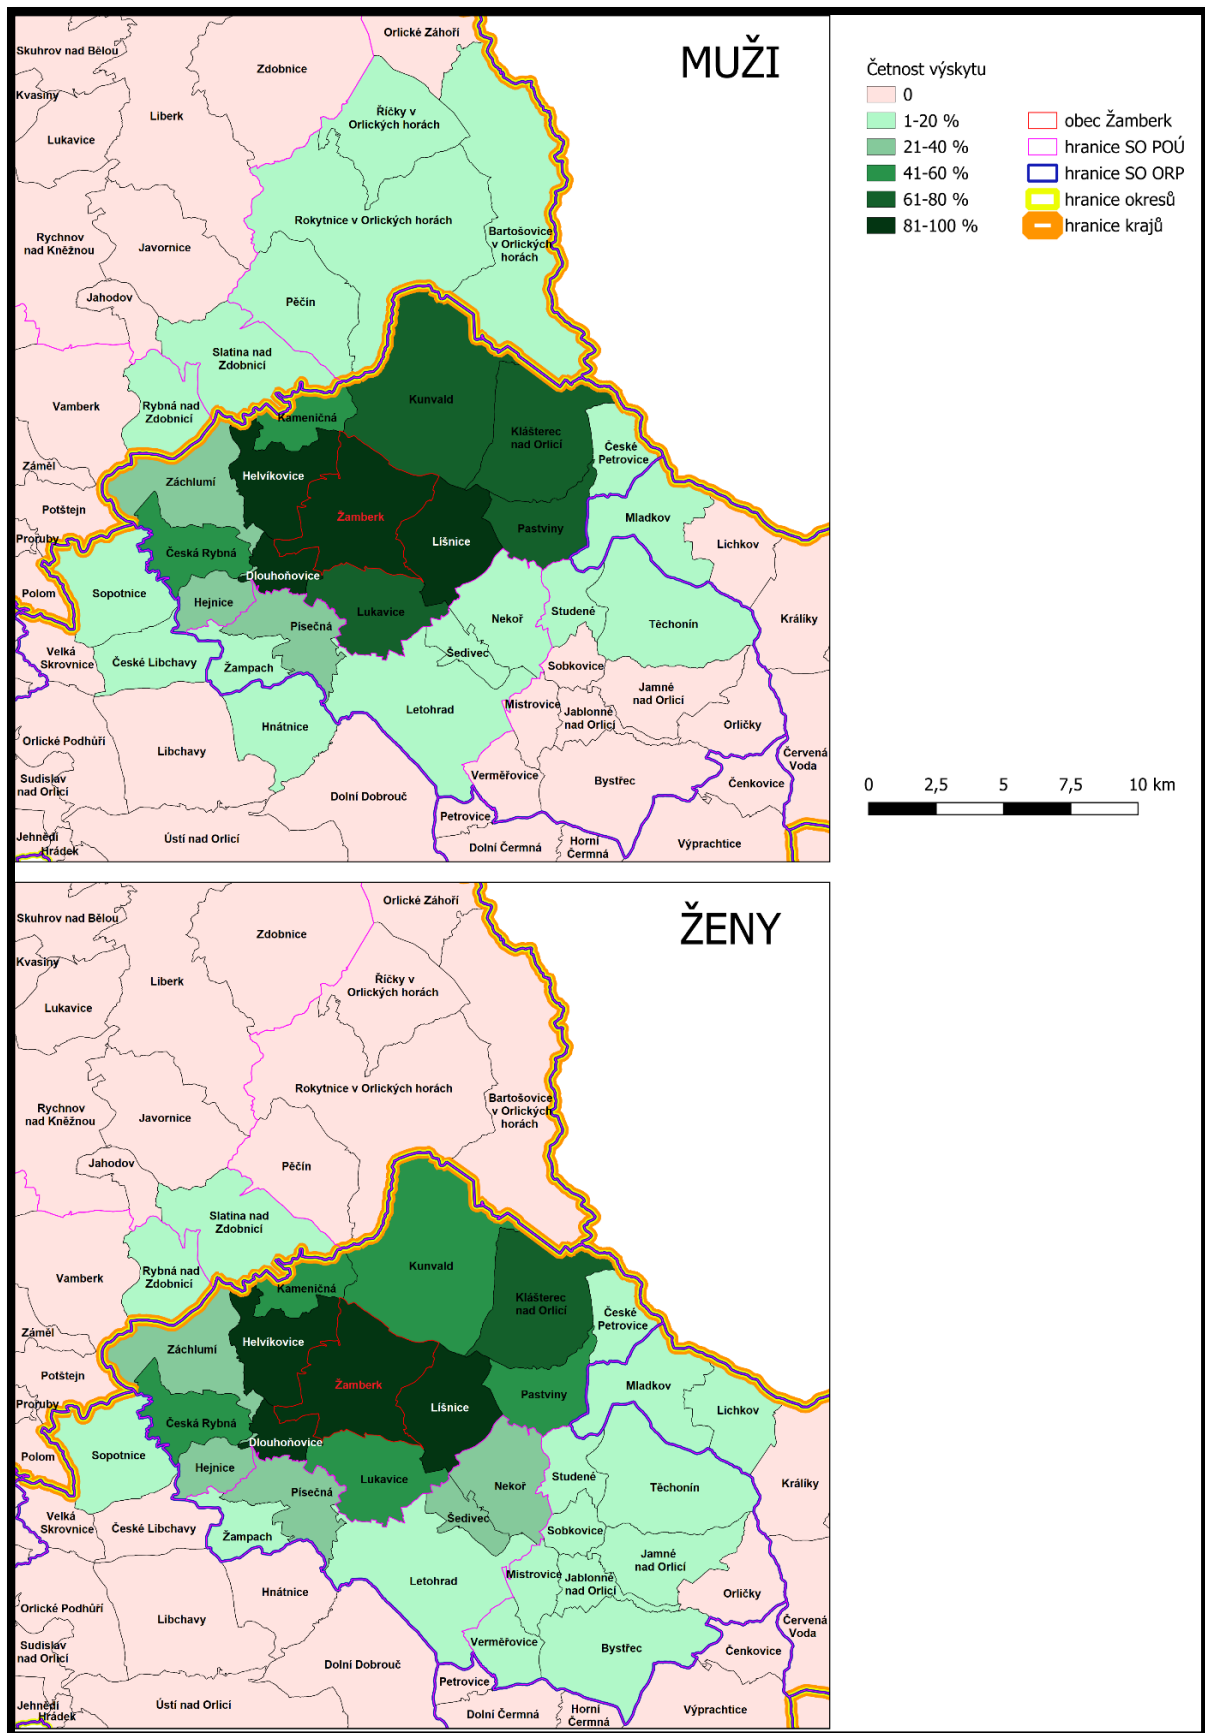 MUŽI
Orlické Záhoří
Skuhrov nad Bělou
Zdobnice
Kvasiny
Říčky v
Orlických horách
Liberk
Lukavice
Rokytnice v Orlických horách
Bartošovice
v Orlických
horách
Rychnov
nad Kněžnou
Javornice
Jahodov
Pěčín
Slatina nad
Zdobnicí
Vamberk
Rybná nad
Zdobnicí
Kunvald
Kameničná
Klášterec
nad Orlicí
České
Petrovice
Záměl
Záchlumí
Helvíkovice
Potštejn
Žamberk
Mladkov
Pastviny
Proruby
Líšnice
Lichkov
Česká Rybná
Dlouhoňovice
Polom
Sopotnice
Hejnice
Lukavice
Nekoř
Studené
Těchonín
Králíky
Písečná
Velká
Skrovnice
České Libchavy
Žampach
Šedivec
Sobkovice
Jamné
nad Orlicí
Mistrovice
Jablonné
nad Orlicí
Letohrad
Hnátnice
Orličky
Orlické Podhůří
Libchavy
Červená
Voda
Sudislav
nad Orlicí
Verměřovice
Bystřec
Čenkovice
Dolní Dobrouč
Petrovice
Jehnědí
Hrádek
Ústí nad Orlicí
Dolní Čermná
Horní
Čermná
Výprachtice
Četnost výskytu
0
1-20 %
21-40 %
41-60 %
61-80 %
81-100 %
obec Žamberk
hranice SO POÚ
hranice SO ORP
hranice okresů
hranice krajů
0 2,5 5 7,5 10 km
ŽENY
Orlické Záhoří
Skuhrov nad Bělou
Zdobnice
Kvasiny
Říčky v
Orlických horách
Liberk
Lukavice
Rokytnice v Orlických horách
Bartošovice
v Orlických
horách
Rychnov
nad Kněžnou
Javornice
Jahodov
Pěčín
Slatina nad
Zdobnicí
Vamberk
Rybná nad
Zdobnicí
Kunvald
Kameničná
Klášterec
nad Orlicí
České
Petrovice
Záměl
Záchlumí
Helvíkovice
Potštejn
Žamberk
Mladkov
Pastviny
Proruby
Líšnice
Lichkov
Česká Rybná
Dlouhoňovice
Polom
Sopotnice
Hejnice
Lukavice
Nekoř
Studené
Těchonín
Králíky
Písečná
Velká
Skrovnice
České Libchavy
Žampach
Šedivec
Sobkovice
Jamné
nad Orlicí
Mistrovice
Jablonné
nad Orlicí
Letohrad
Hnátnice
Orličky
Orlické Podhůří
Libchavy
Červená
Voda
Sudislav
nad Orlicí
Verměřovice
Bystřec
Čenkovice
Dolní Dobrouč
Petrovice
Jehnědí
Hrádek
Ústí nad Orlicí
Dolní Čermná
Horní
Čermná
Výprachtice